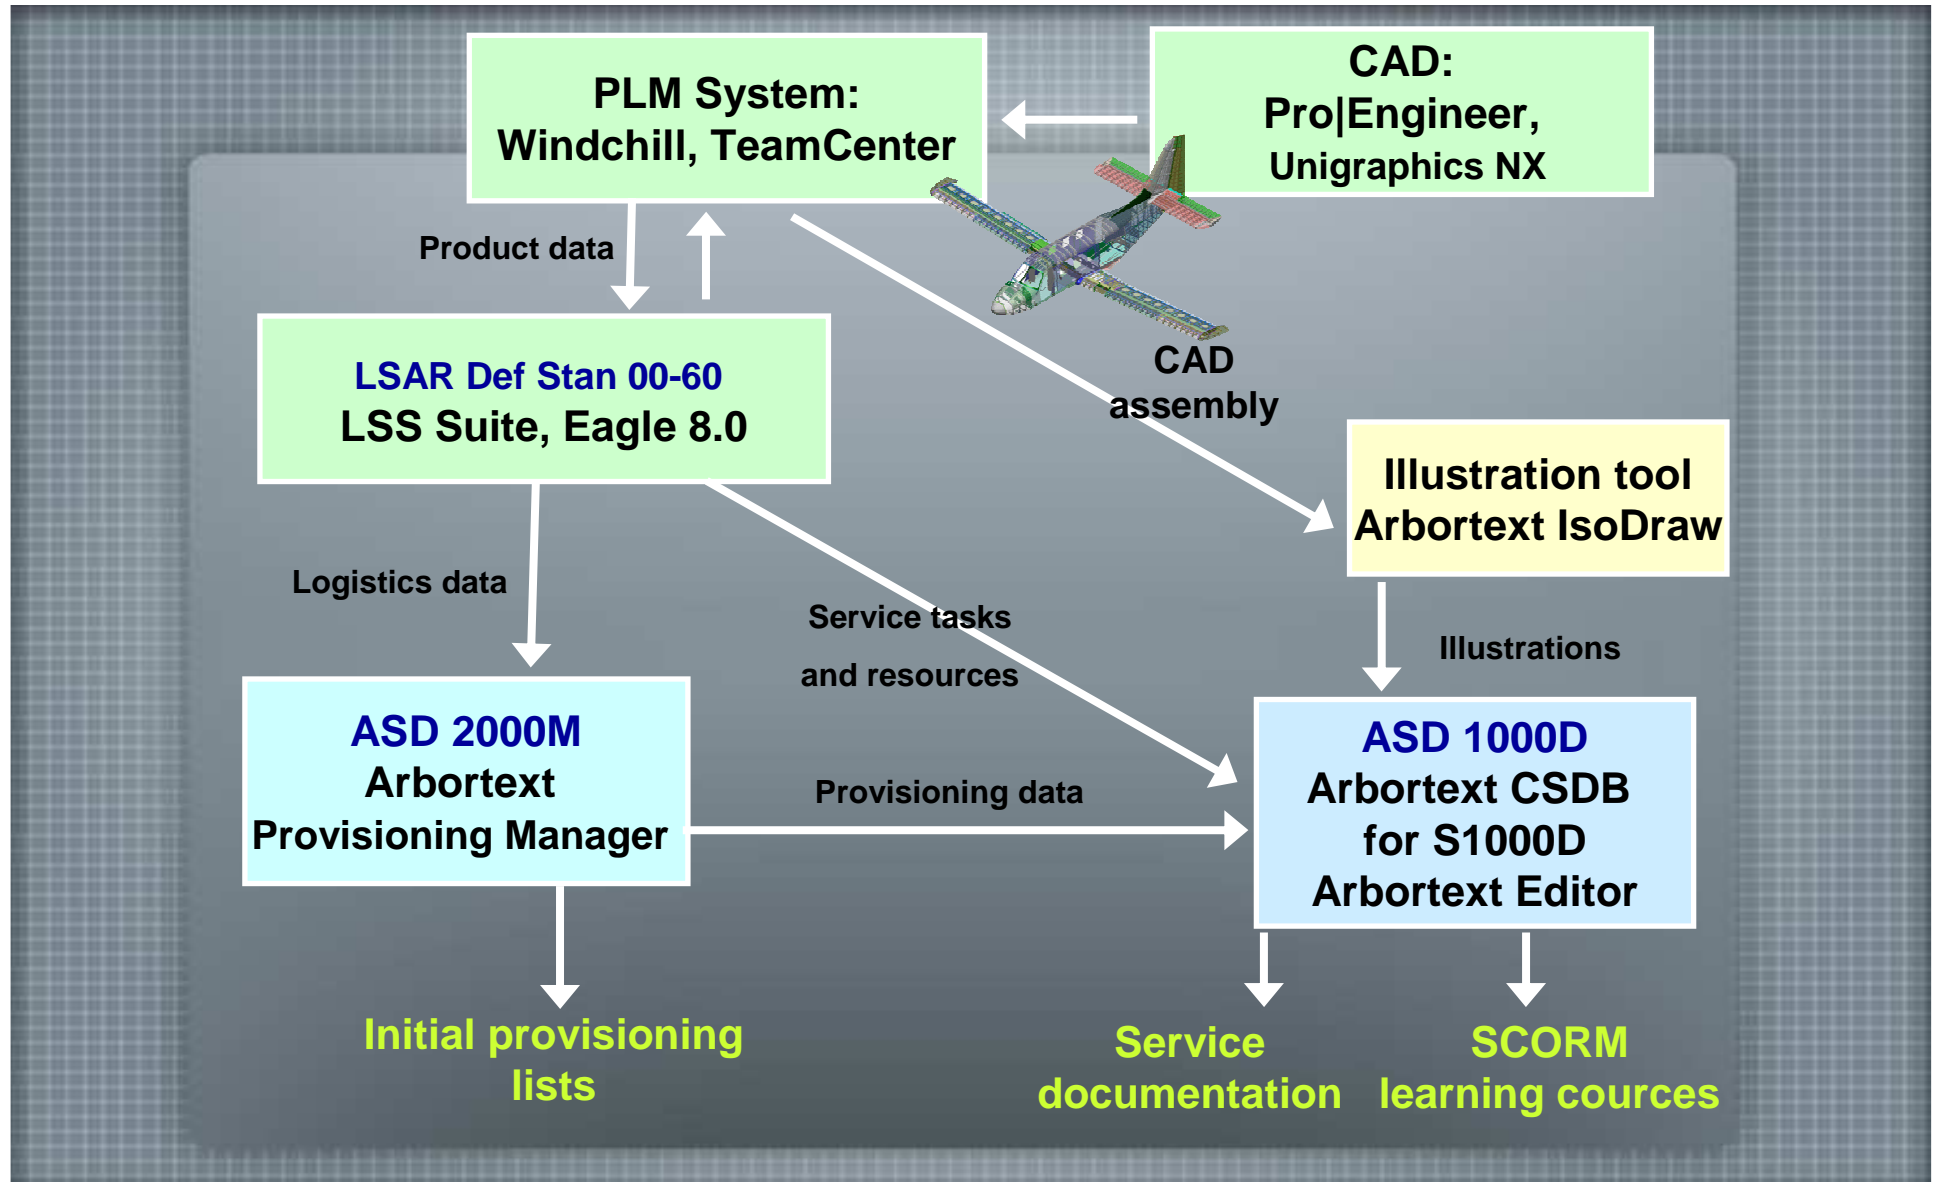 PLM System:
Windchill, TeamCenter
CAD:
Pro|Engineer,
Unigraphics NX
Product data
CAD
assembly
LSAR Def Stan 00-60
LSS Suite, Eagle 8.0
Illustration tool
Arbortext IsoDraw
Logistics data
Service tasks
and resources
Illustrations
ASD 2000M
Arbortext
Provisioning Manager
Provisioning data
ASD 1000D
Arbortext CSDB
for S1000D
Arbortext Editor
Initial provisioning
lists
Service
documentation
SCORM
learning cources